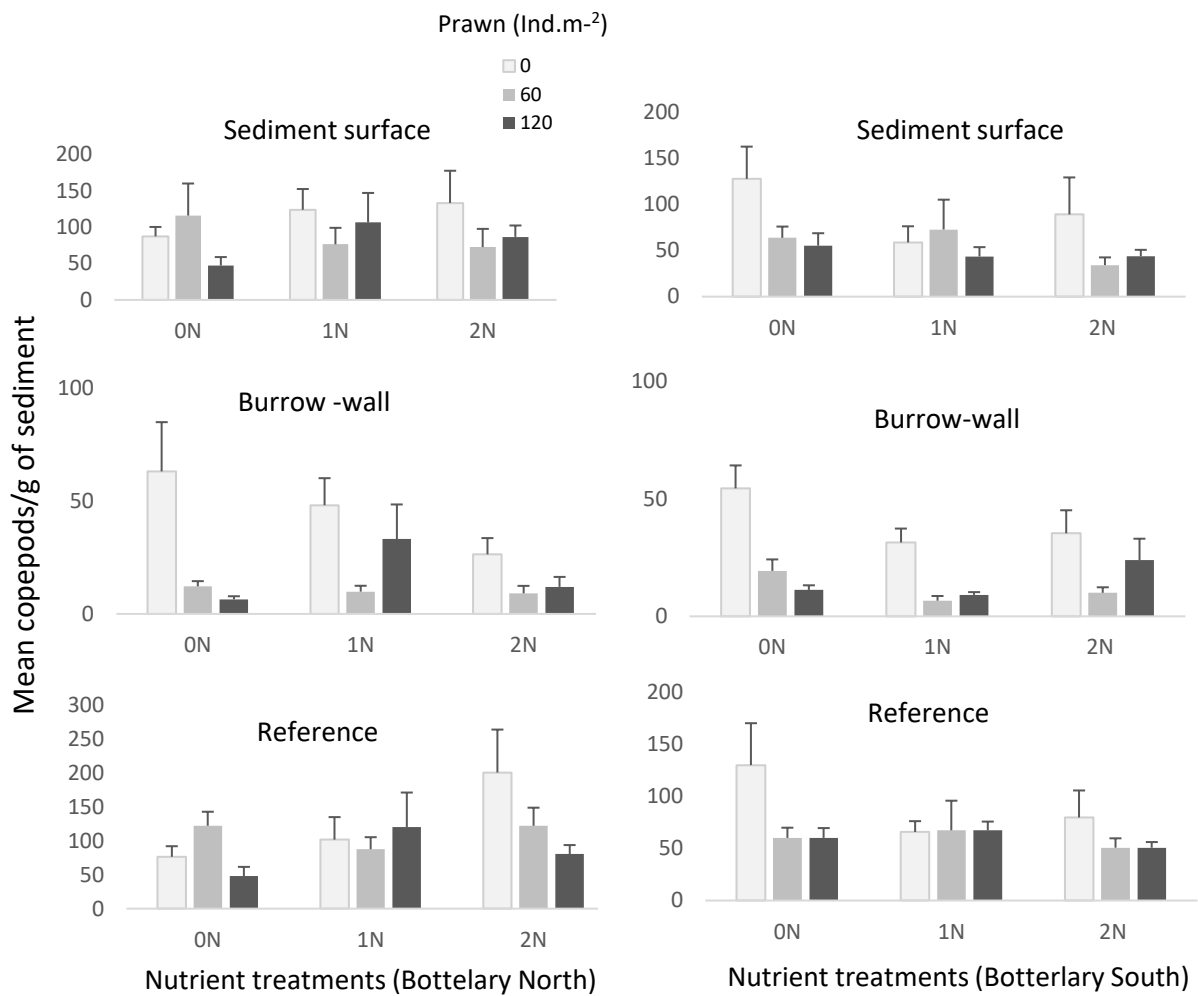 Prawn (Ind.m-2)
0
60
120
Mean copepods/g of sediment
Sediment surface
200
150
100
50
0
0N 1N 2N
Sediment surface
200
150
100
50
0
0N 1N 2N
Burrow -wall
100
50
0
0N 1N 2N
Burrow-wall
100
50
0
0N 1N 2N
Reference
300
250
200
150
100
50
0
0N 1N 2N
Nutrient treatments (Bottelary North)
Reference
200
150
100
50
0
0N 1N 2N
Nutrient treatments (Botterlary South)